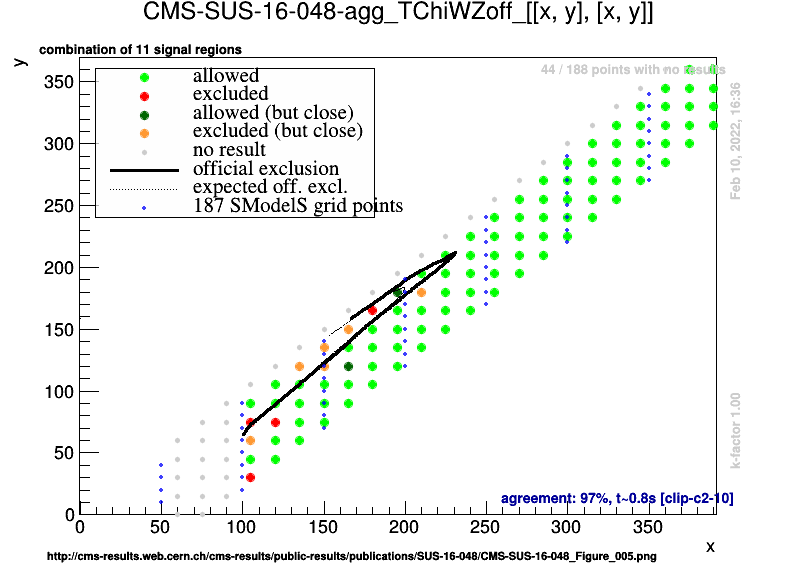 CMS-SUS-16-048-agg_TChiWZoff_[[x, y], [x, y]]
combination of 11 signal regions
y
44 / 188 points with no results
allowed
excluded
allowed (but close)
excluded (but close)
no result
official exclusion
expected off. excl.
187 SModelS grid points
350
300
250
200
150
100
50
0
0 50 100 150 200 250 300 350
x
Feb 10, 2022, 16:36
k-factor 1.00
agreement: 97%, t~0.8s [clip-c2-10]
http://cms-results.web.cern.ch/cms-results/public-results/publications/SUS-16-048/CMS-SUS-16-048_Figure_005.png